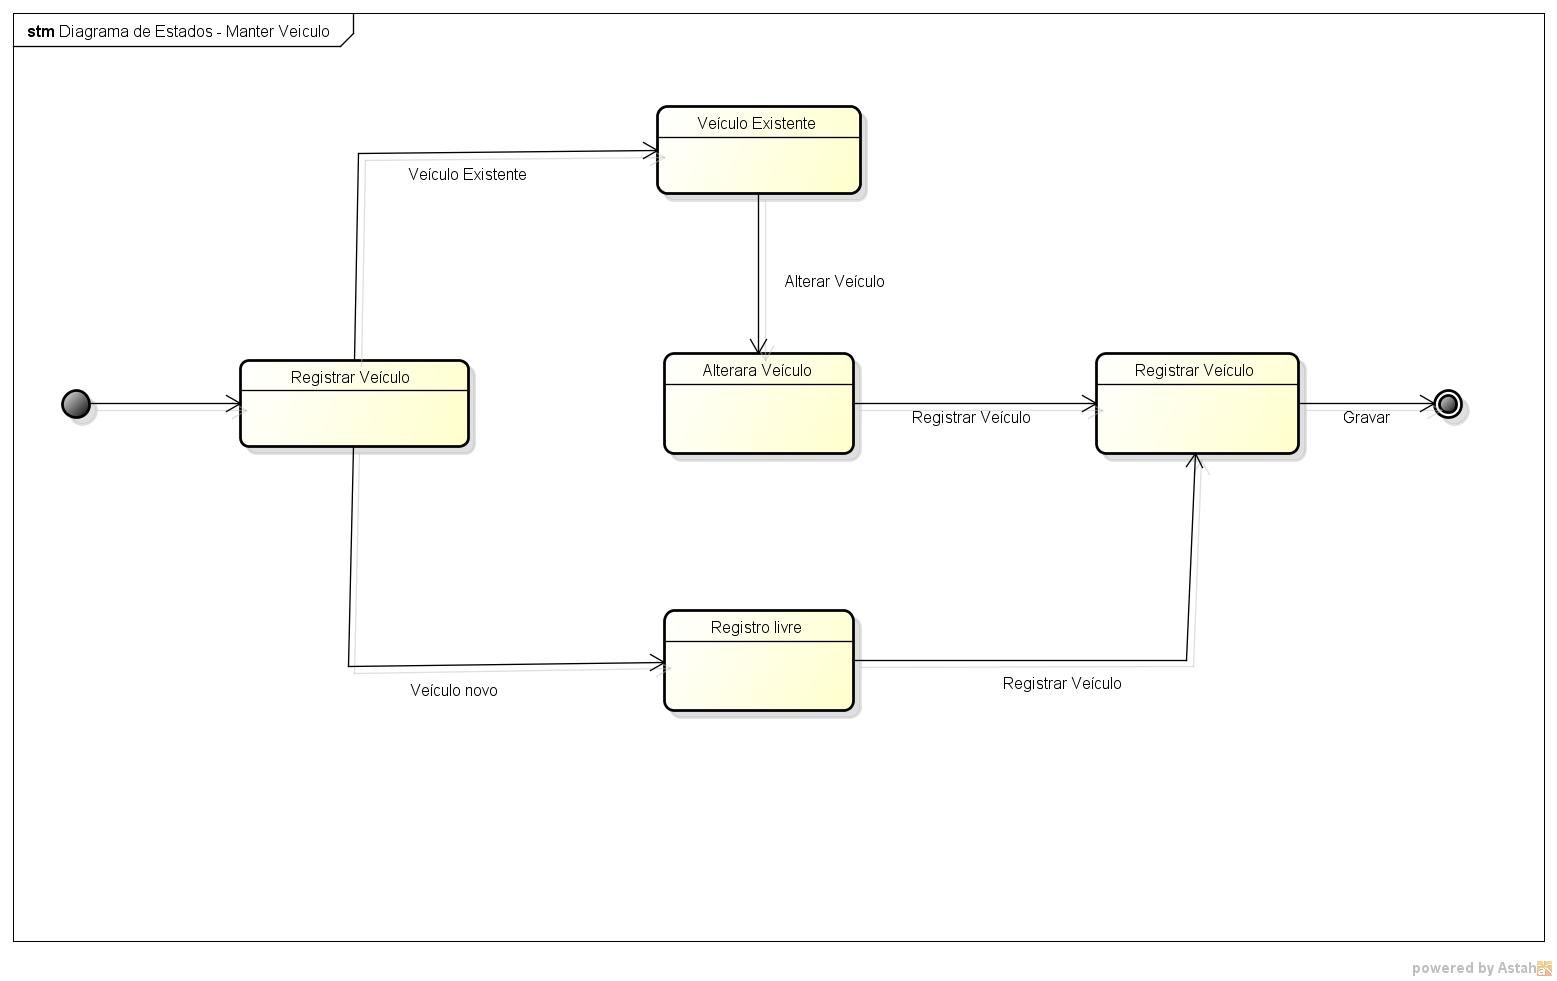 stm Diagrama de Estados - Manter Veiculo
Veículo Existente
Veículo Existente
Alterar Veículo
Registrar Veículo
Alterara Veículo
Registrar Veículo
Registrar Veículo
Gravar
Registro livre
Veículo novo
Registrar Veículo
powered by Astah